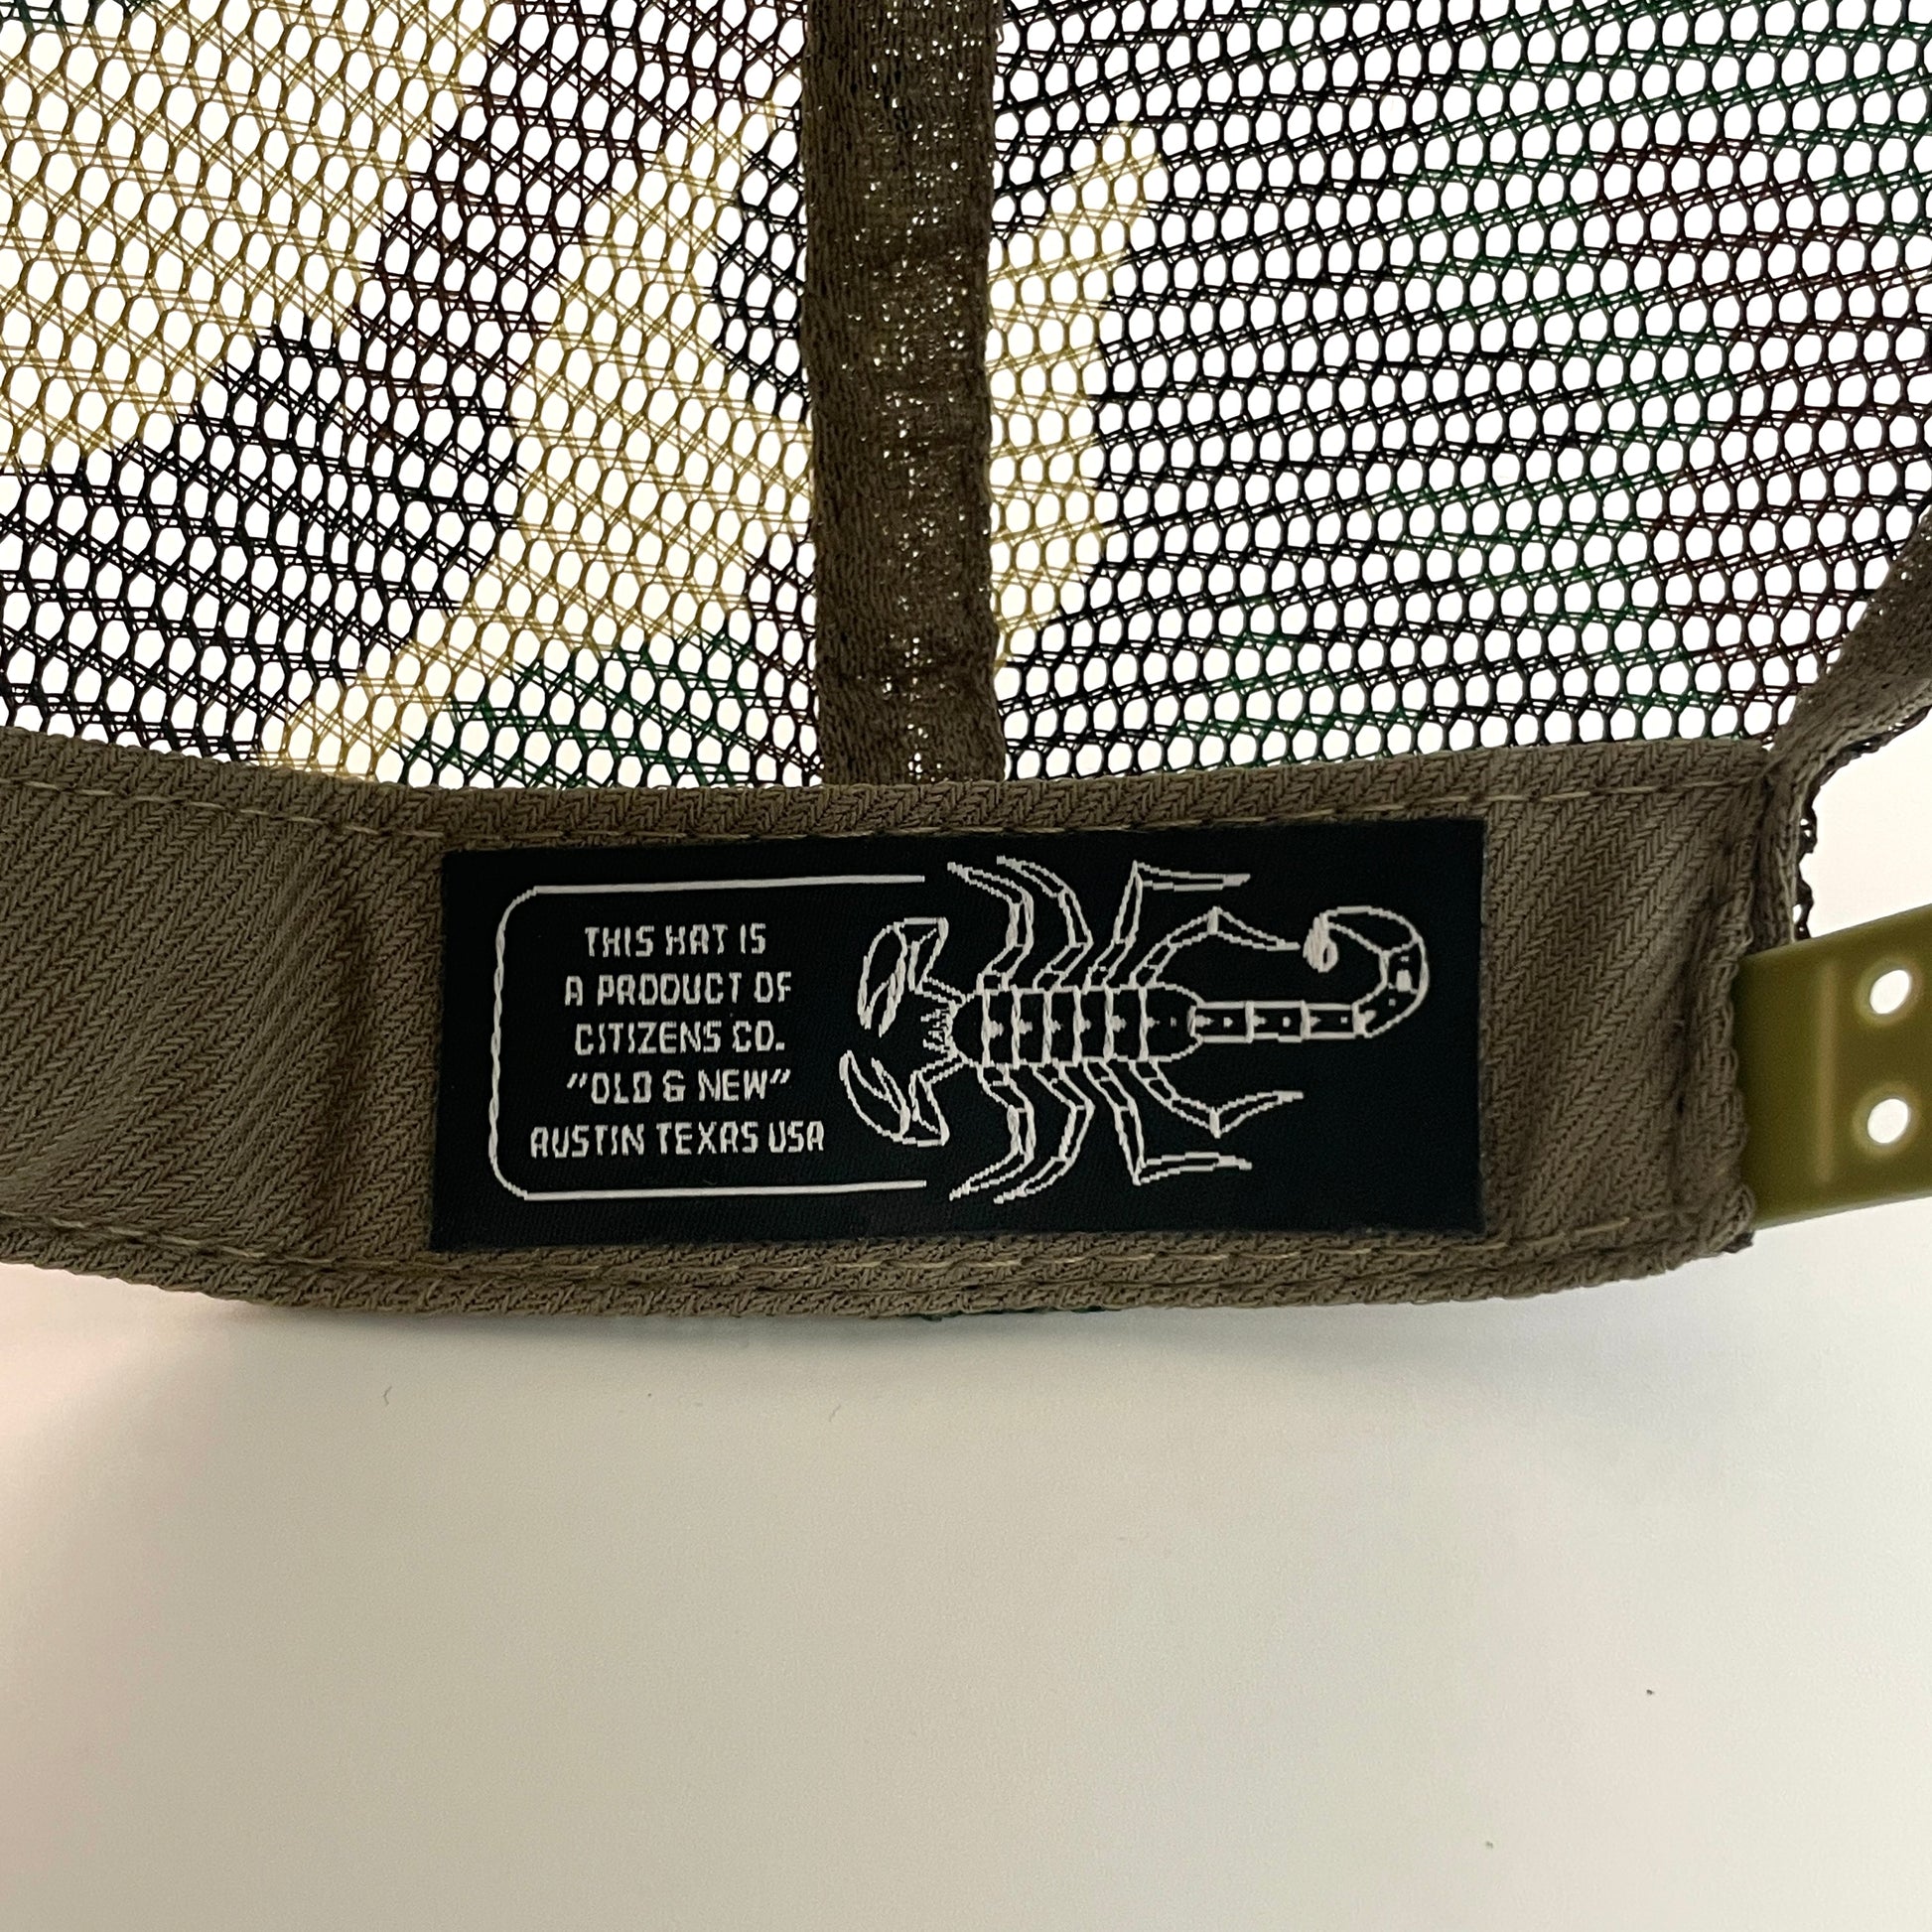 THIS HAT IS
A PRODUCT OF
CITIZENS CO.
"OLD & NEW"
AUSTIN TEXAS USA